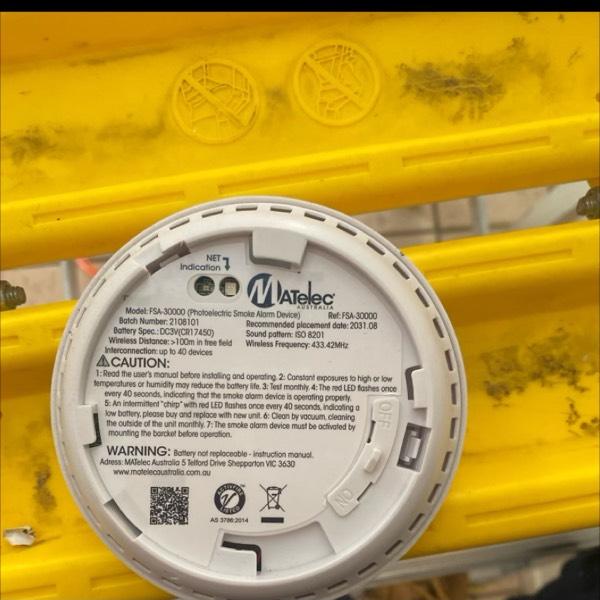 NET
Indication
MATelec
AUSTRALIA
Model: FSA-30000 (Photoelectric Smoke Alarm Device) Ref: FSA-30000
Batch Number: 2108101 Recommended placement date: 2031.08
Battery Spec.: DC3V(CR17450) Sound pattern: ISO 8201
Wireless Distance: >100m in free field Wireless Frequency: 433.42MHz
Interconnection: up to 40 devices
CAUTION:
1: Read the user's manual before installing and operating. 2: Constant exposures to high or low
temperatures or humidity may reduce the battery life. 3: Test monthly. 4: The red LED flashes once
every 40 seconds, indicating that the smoke alarm device is operating properly.
5: An intermittent "chirp" with red LED flashes once every 40 seconds, indicating a
low battery, please buy and replace with new unit. 6: Clean by vacuum, cleaning
the outside of the unit monthly. 7: The smoke alarm device must be activated by
mounting the barcket before operation.
WARNING: Battery not replaceable - instruction manual.
Adress: MATelec Australia 5 Telford Drive Shepparton VIC 3630
www.matelecaustralia.com.au
AS 3786:2014
OFF
ON